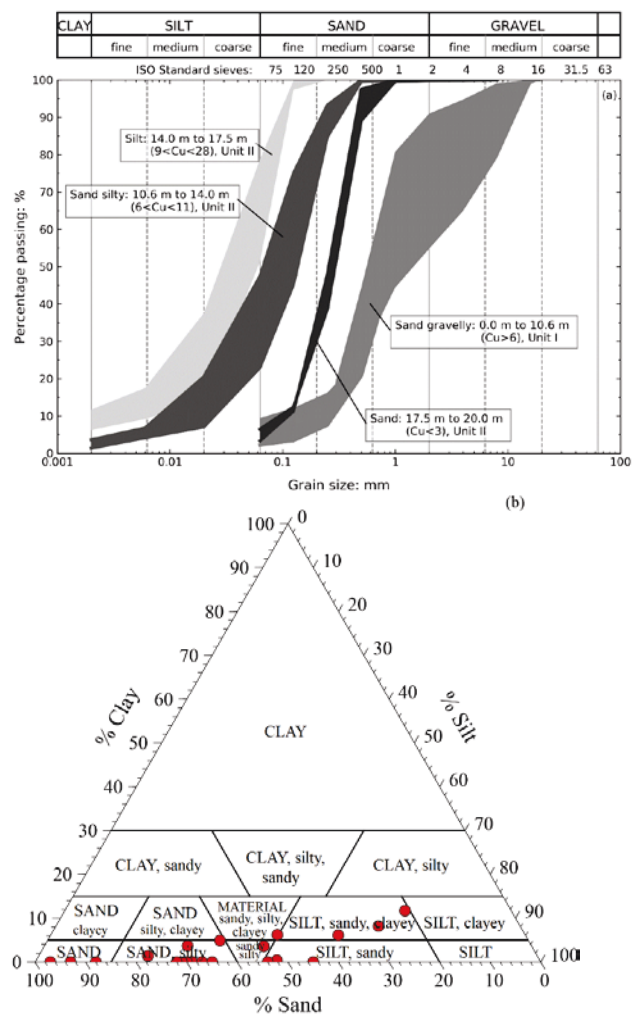 CLAY SILT SAND GRAVEL
fine medium coarse fine medium coarse fine medium coarse
ISO Standard sieves: 75 120 250 500 1 2 4 8 16 31.5 63
(a)
100
90
80
70
60
50
40
30
20
10
0
Percentage passing: %
Silt: 14.0 m to 17.5 m
(9<Cu<28), Unit II
Sand silty: 10.6 m to 14.0 m
(6<Cu<11), Unit II
Sand gravelly: 0.0 m to 10.6 m
(Cu>6), Unit I
Sand: 17.5 m to 20.0 m
(Cu<3), Unit II
0.001 0.01 0.1 1 10 100
Grain size: mm
(b)
100 0
90 10
80 20
70 30
60 40
50 50
40 60
30 70
20 80
10 90
0 100
% Clay
% Silt
CLAY
CLAY, sandy
CLAY, silty,
sandy
CLAY, silty
SAND
clayey
SAND
silty, clayey
MATERIAL
sandy, silty,
clayey
SILT, sandy, clayey
SILT, clayey
SAND
SAND, silty
sand
silty
SILT, sandy
SILT
100 90 80 70 60 50 40 30 20 10 0
% Sand